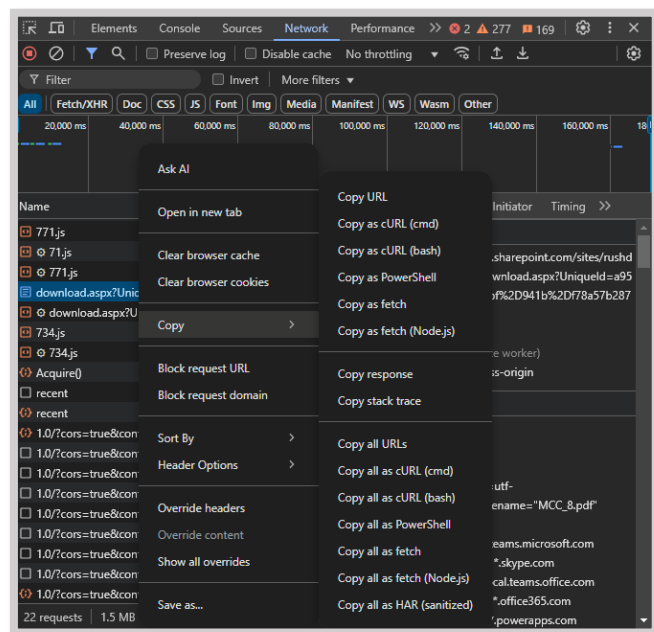 Elements Console Sources Network Performance 2 277 169
Preserve log Disable cache No throttling
Filter Invert More filters
All Fetch/XHR Doc CSS JS Font Img Media Manifest WS Wasm Other
20,000 ms 40,000 ms 60,000 ms 80,000 ms 100,000 ms 120,000 ms 140,000 ms 160,000 ms 18
Name
771.js
71.js
771.js
download.aspx?Uniq
download.aspx?U
734.js
734.js
Acquire()
recent
recent
1.0/?cors=true&con
1.0/?cors=true&con
1.0/?cors=true&con
1.0/?cors=true&con
1.0/?cors=true&con
1.0/?cors=true&con
1.0/?cors=true&con
1.0/?cors=true&con
1.0/?cors=true&con
22 requests 1.5 MB
Ask AI
Open in new tab
Clear browser cache
Clear browser cookies
Copy
Block request URL
Block request domain
Sort By
Header Options
Override headers
Override content
Show all overrides
Save as...
Copy URL
Copy as cURL (cmd)
Copy as cURL (bash)
Copy as PowerShell
Copy as fetch
Copy as fetch (Node.js)
Copy response
Copy stack trace
Copy all URLs
Copy all as cURL (cmd)
Copy all as cURL (bash)
Copy all as PowerShell
Copy all as fetch
Copy all as fetch (Node.js)
Copy all as HAR (sanitized)
Initiator Timing
.sharepoint.com/sites/rushd
wnload.aspx?UniqueId=a95
%2D941b%2Df78a57b287
e worker)
ss-origin
=utf-
ename="MCC_8.pdf"
eams.microsoft.com
*.skype.com
cal.teams.office.com
*.office365.com
.powerapps.com